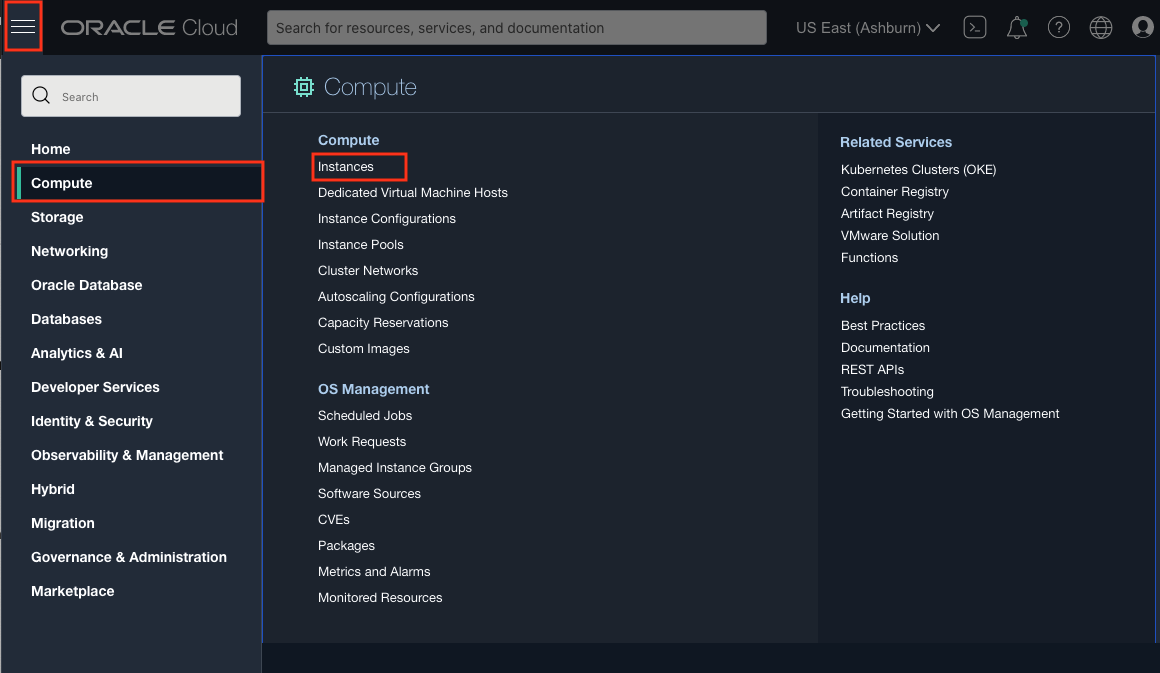 ORACLE Cloud
Search for resources, services, and documentation
US East (Ashburn)
Search
Home
Compute
Storage
Networking
Oracle Database
Databases
Analytics & AI
Developer Services
Identity & Security
Observability & Management
Hybrid
Migration
Governance & Administration
Marketplace
Compute
Compute
Instances
Dedicated Virtual Machine Hosts
Instance Configurations
Instance Pools
Cluster Networks
Autoscaling Configurations
Capacity Reservations
Custom Images
OS Management
Scheduled Jobs
Work Requests
Managed Instance Groups
Software Sources
CVEs
Packages
Metrics and Alarms
Monitored Resources
Related Services
Kubernetes Clusters (OKE)
Container Registry
Artifact Registry
VMware Solution
Functions
Help
Best Practices
Documentation
REST APIs
Troubleshooting
Getting Started with OS Management